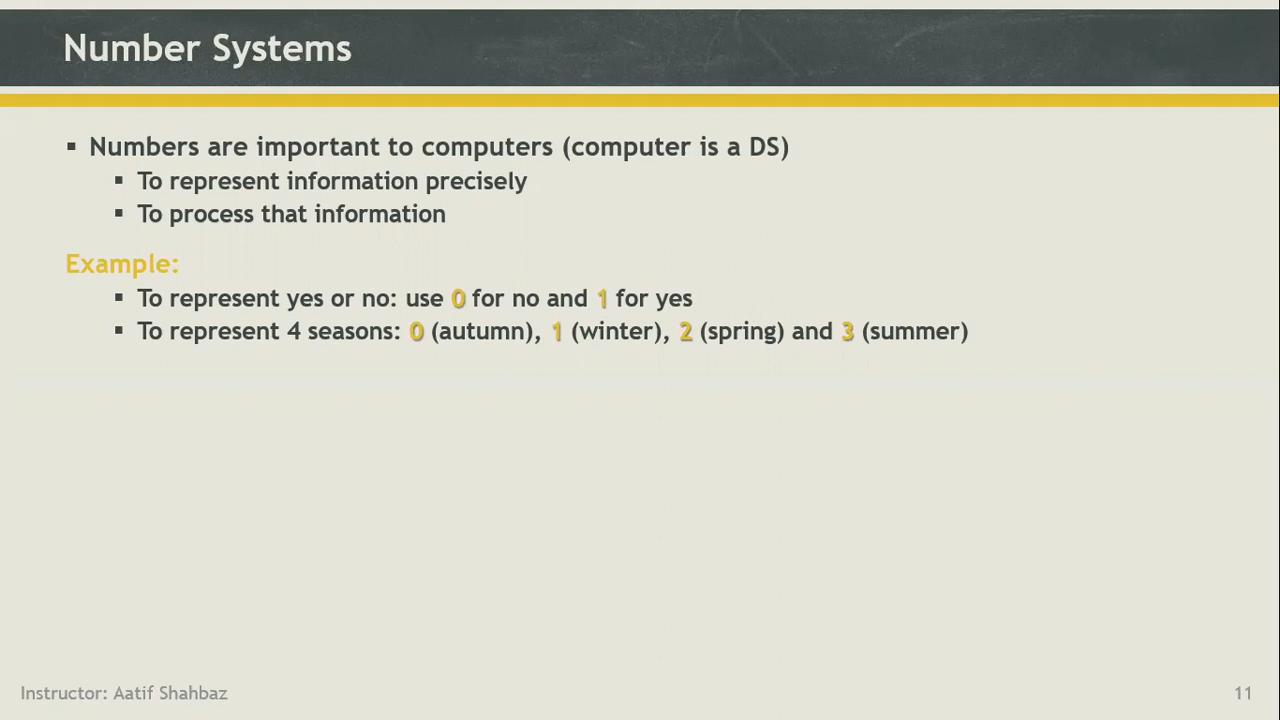 Number Systems
▪ Numbers are important to computers (computer is a DS)
▪ To represent information precisely
▪ To process that information
Example:
▪ To represent yes or no: use 0 for no and 1 for yes
▪ To represent 4 seasons: 0 (autumn), 1 (winter), 2 (spring) and 3 (summer)
Instructor: Aatif Shahbaz
11